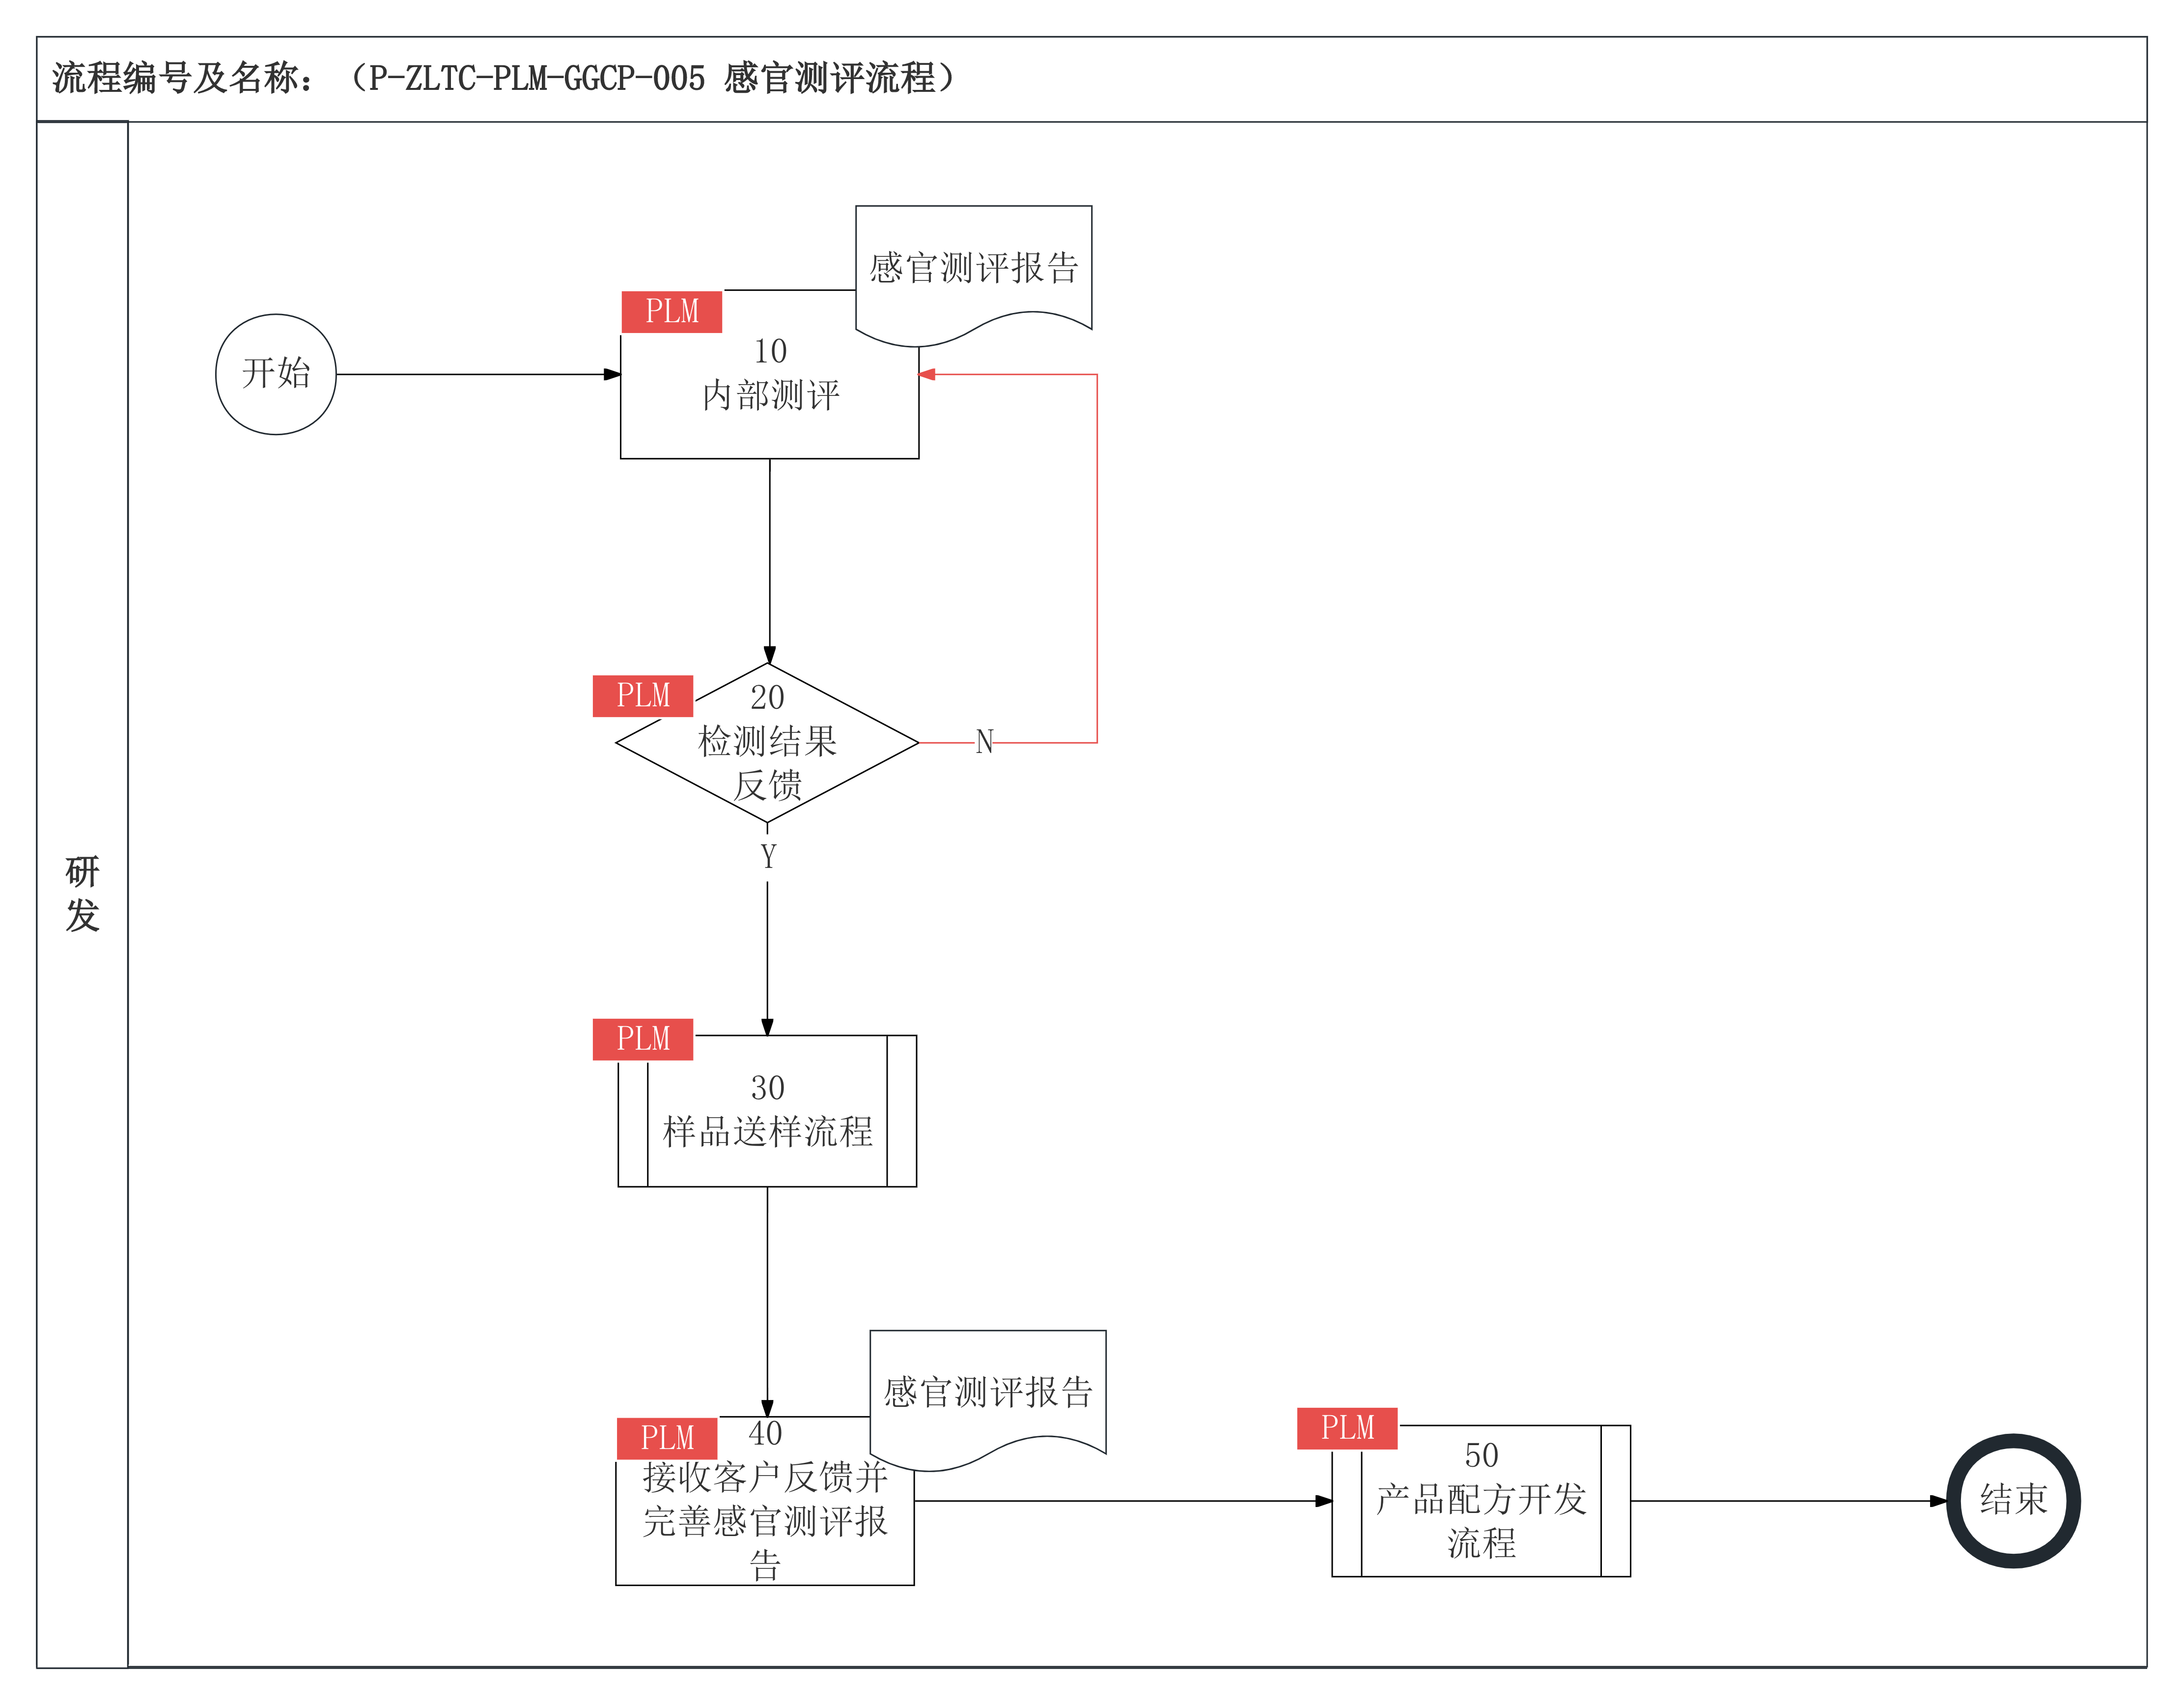 流程编号及名称：（P-ZLTC-PLM-GGCP-005 感官测评流程）
研
发
开始
PLM
感官测评报告
10
内部测评
PLM
20
检测结果
反馈
N
Y
PLM
30
样品送样流程
感官测评报告
PLM
40
接收客户反馈并
完善感官测评报
告
PLM
50
产品配方开发
流程
结束